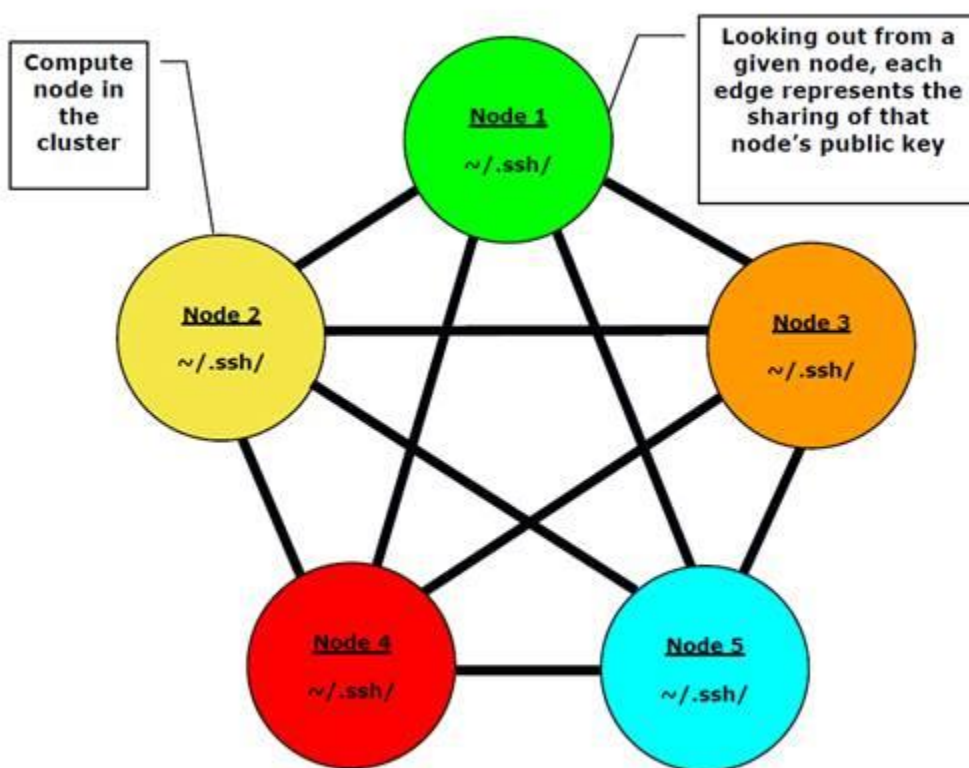 Compute
node in
the
cluster
Looking out from a
given node, each
edge represents the
sharing of that
node's public key
Node 1
~/.ssh/
Node 2
~/.ssh/
Node 3
~/.ssh/
Node 4
~/.ssh/
Node 5
~/.ssh/